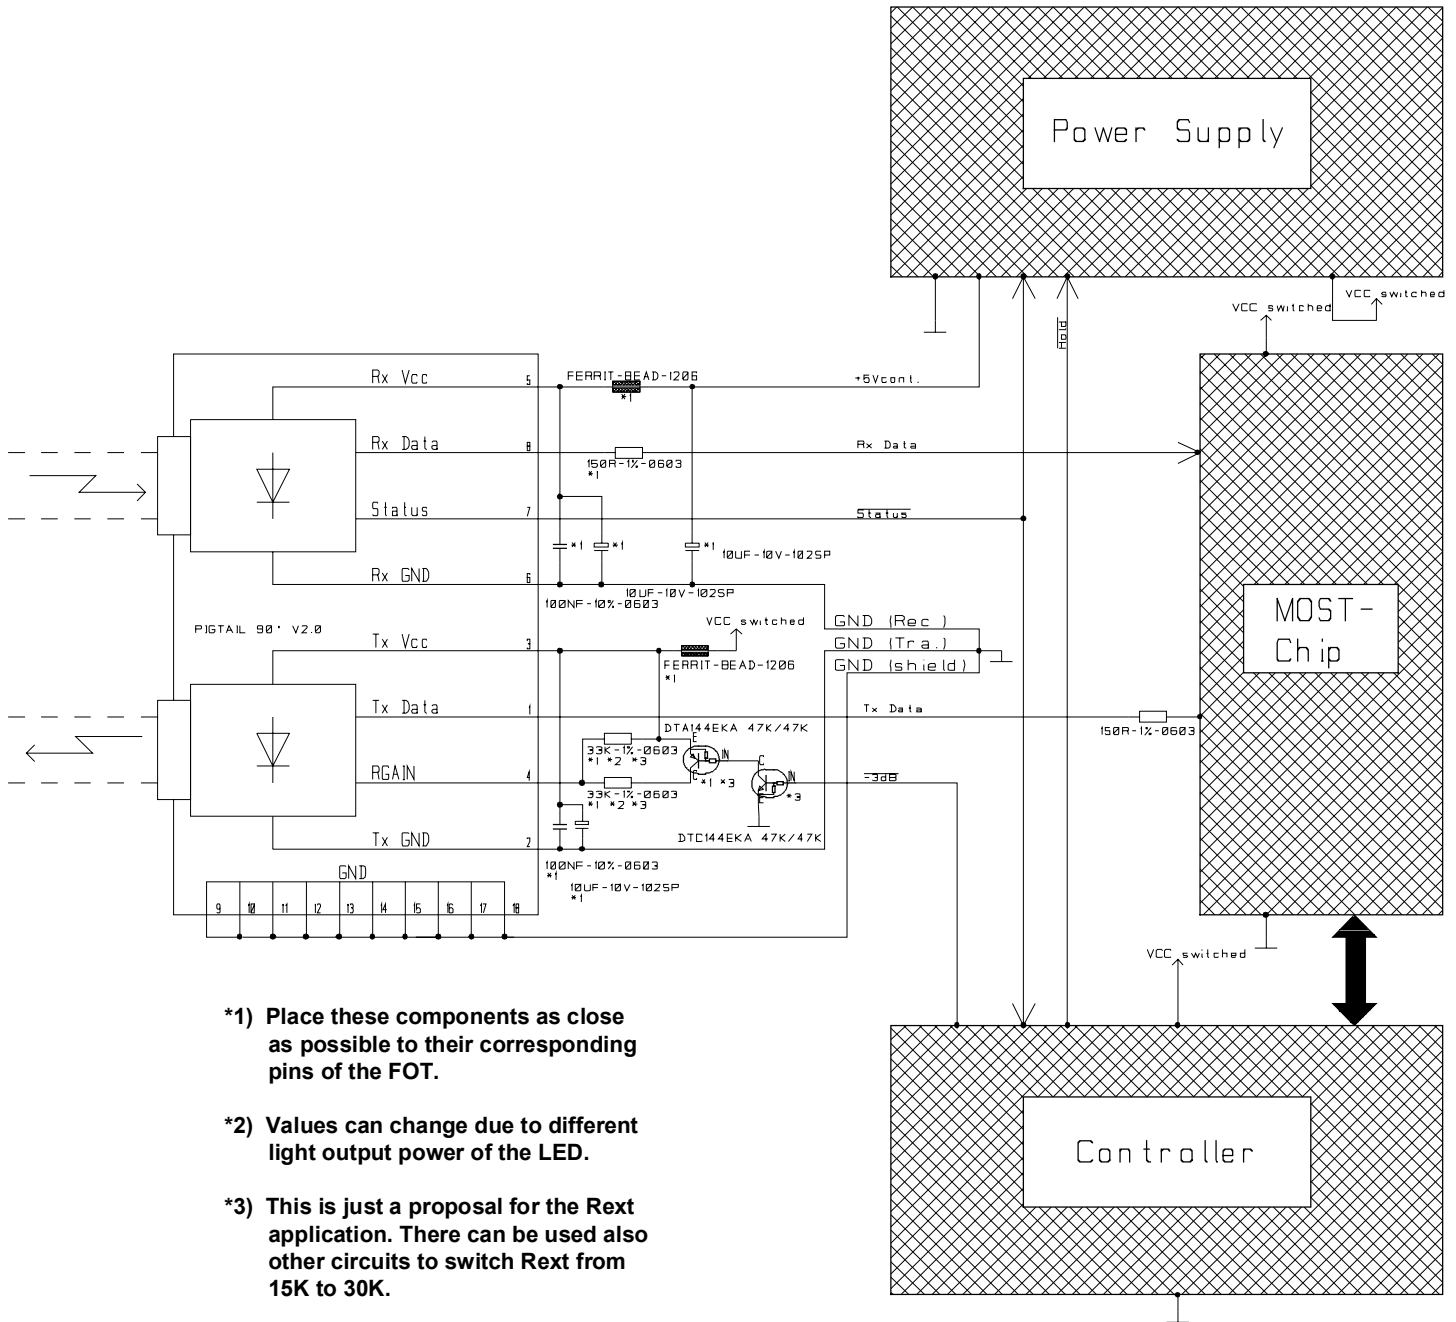 Power Supply
VCC switched
VCC switched
Hold
Rx Vcc
5
FERRIT-BEAD-1206
*1
+5Vcont.
Rx Data
8
150R-1%-0603
*1
Rx Data
Status
7
Status
*1
*1
*1
10UF-10V-1025P
Rx GND
6
10UF-10V-1025P
100NF-10%-0603
PIGTAIL 90° V2.0
VCC switched
GND (Rec.)
GND (Tra.)
GND (shield)
Tx Vcc
3
FERRIT-BEAD-1206
*1
MOST-
Chip
Tx Data
1
Tx Data
150R-1%-0603
DTA144EKA 47K/47K
33K-1%-0603
*1 *2 *3
E
IN
C
*1 *3
RGAIN
4
33K-1%-0603
*1 *2 *3
C
IN
E
*3
-3dB
DTC144EKA 47K/47K
Tx GND
2
100NF-10%-0603
*1
10UF-10V-1025P
*1
GND
9 10 11 12 13 14 15 16 17 18
VCC switched
Controller
*1) Place these components as close
as possible to their corresponding
pins of the FOT.
*2) Values can change due to different
light output power of the LED.
*3) This is just a proposal for the Rext
application. There can be used also
other circuits to switch Rext from
15K to 30K.